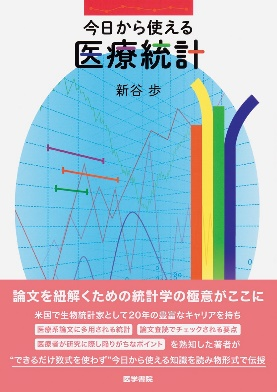 今日から使える
医療統計
新谷 歩
論文を紐解くための統計学の極意がここに
米国で生物統計家として20年の豊富なキャリアを持ち
医療系論文に多用される統計 論文査読でチェックされる要点
医療者が研究に際し陥りがちなポイント を熟知した著者が
“できるだけ数式を使わず”今日から使える知識を読み物形式で伝授
医学書院